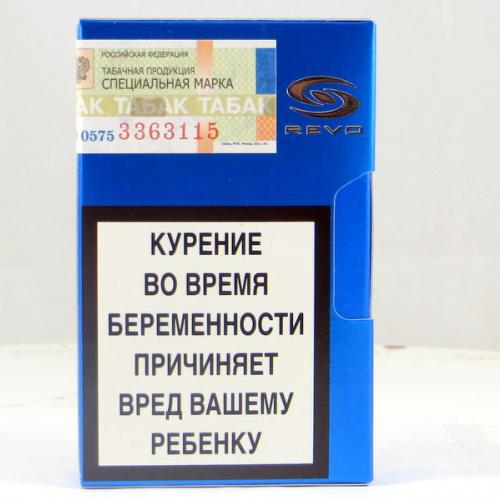 РОССИЙСКАЯ ФЕДЕРАЦИЯ
ТАБАЧНАЯ ПРОДУКЦИЯ
СПЕЦИАЛЬНАЯ МАРКА
АК ТАБАК ТАБАК
0575 3363115
REVO
КУРЕНИЕ
ВО ВРЕМЯ
БЕРЕМЕННОСТИ
ПРИЧИНЯЕТ
ВРЕД ВАШЕМУ
РЕБЕНКУ